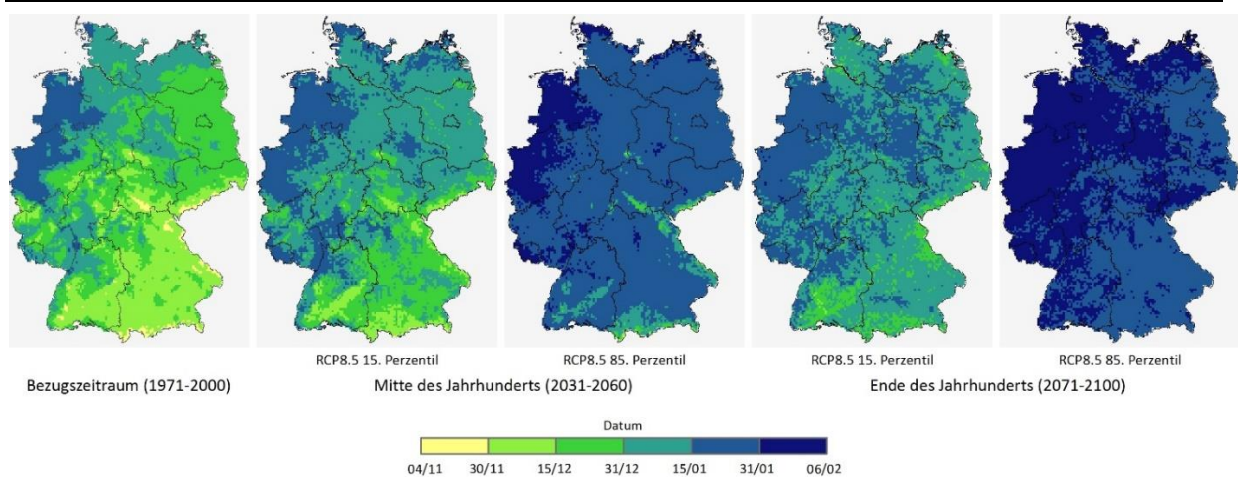 RCP8.5 15. Perzentil RCP8.5 85. Perzentil RCP8.5 15. Perzentil RCP8.5 85. Perzentil
Bezugszeitraum (1971-2000) Mitte des Jahrhunderts (2031-2060) Ende des Jahrhunderts (2071-2100)
Datum
04/11 30/11 15/12 31/12 15/01 31/01 06/02